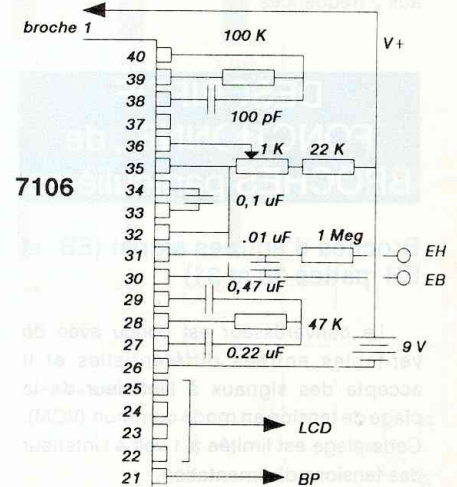 broche 1
100 K
V+
40
39
38
100 pF
37
36
1 K
22 K
35
7106
34
0,1 uF
33
32
.01 uF
1 Meg
31
EH
30
EB
0,47 uF
29
28
47 K
27
0.22 uF
9 V
26
25
24
LCD
23
22
21
BP